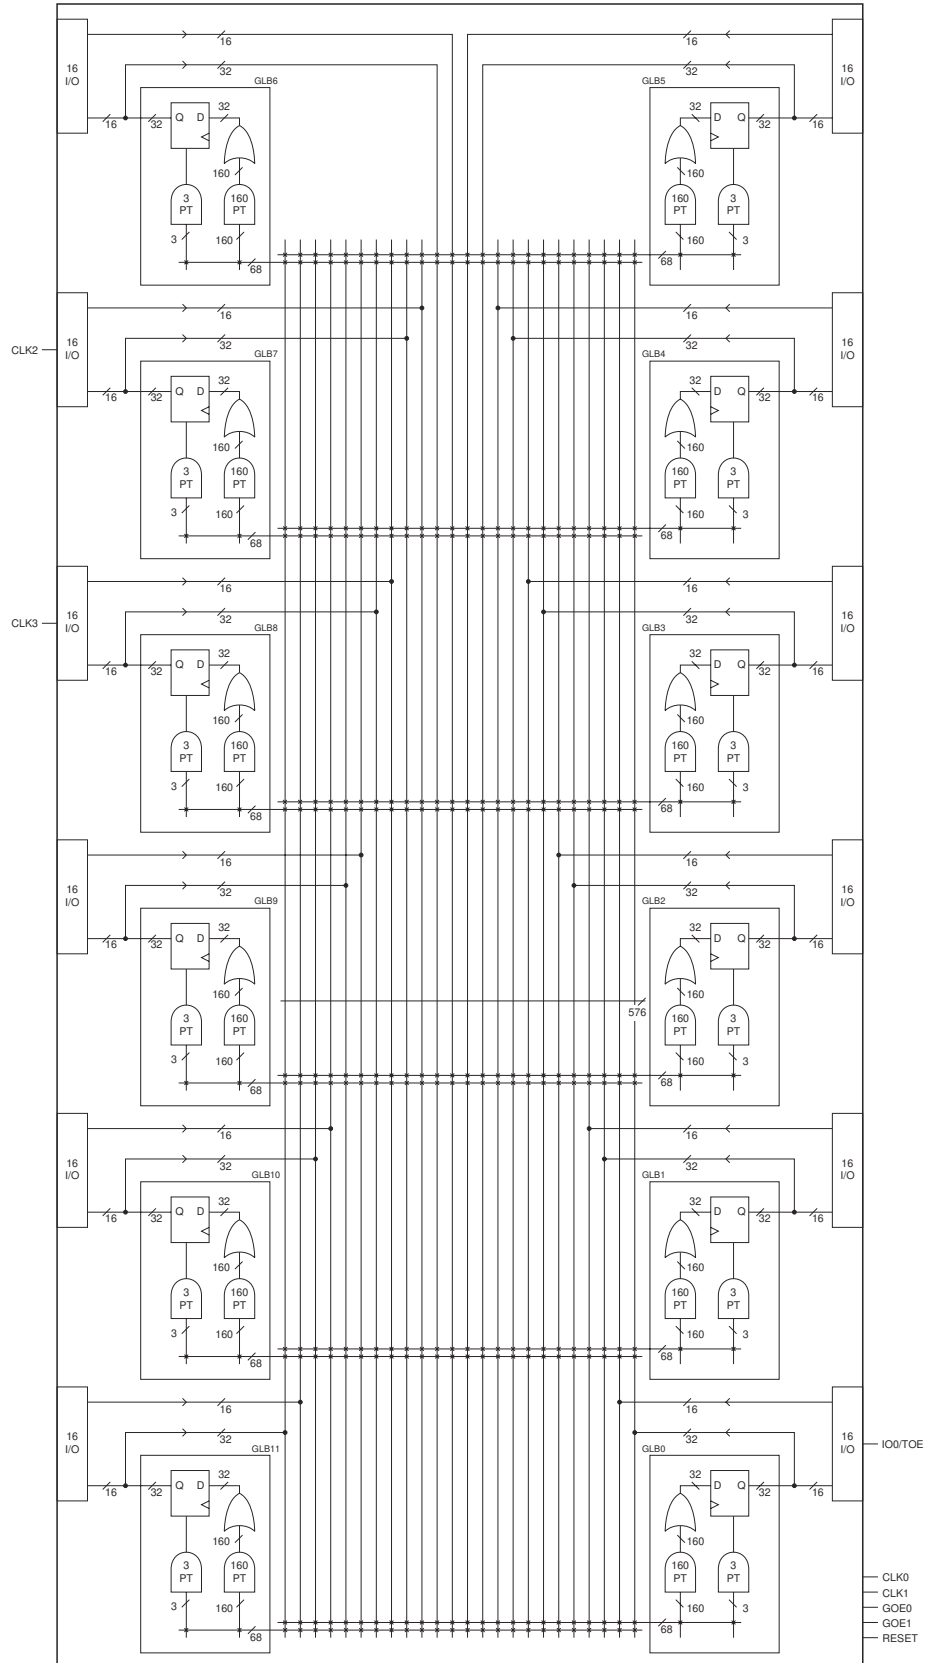 16 16
16 16
I/O I/O
32 32
GLB6 GLB5
32 32
16 32 Q D D Q 32 16
160 160
3 160 160 3
PT PT PT PT
3 160 160 3
68 68
16 16
32 32
16 16
CLK2
I/O I/O
GLB7 GLB4
32 32
16 32 Q D D Q 32 16
160 160
3 160 160 3
PT PT PT PT
3 160 160 3
68 68
16 16
16 16
CLK3
I/O I/O
32 32
GLB8 GLB3
32 32
16 32 Q D D Q 32 16
160 160
3 160 160 3
PT PT PT PT
3 160 160 3
68 68
16 16
16 16
I/O I/O
32 32
GLB9 GLB2
32 32
16 32 Q D D Q 32 16
160 160
576
3 160 160 3
PT PT PT PT
3 160 160 3
68 68
16 16
16 16
I/O I/O
32 32
GLB10 GLB1
32 32
16 32 Q D D Q 32 16
160 160
3 160 160 3
PT PT PT PT
3 160 160 3
68 68
16 16
16 16
I/O I/O
IO0/TOE
32 32
GLB11 GLB0
32 32
16 32 Q D D Q 32 16
160 160
3 160 160 3
PT PT PT PT
CLK0
CLK1
3 160 160 3
GOE0
GOE1
68 68
RESET